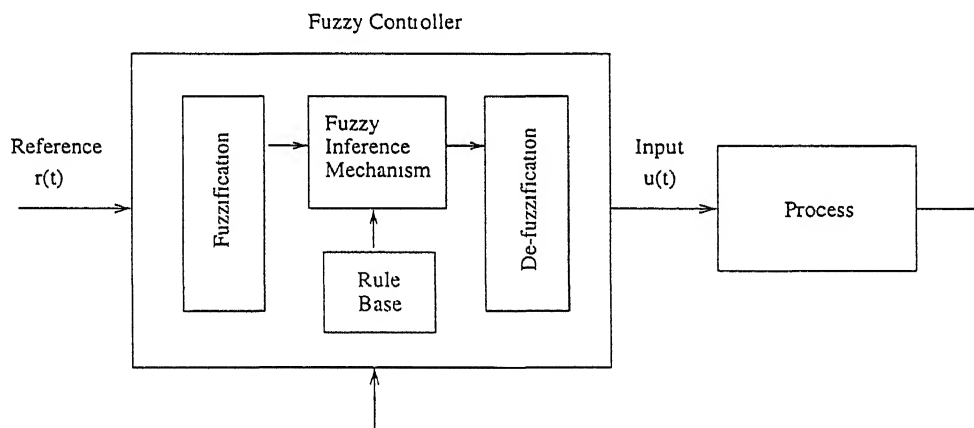 Fuzzy Controller
Reference
r(t)
Fuzzification
Fuzzy
Inference
Mechanism
Rule
Base
De-fuzzification
Input
u(t)
Process